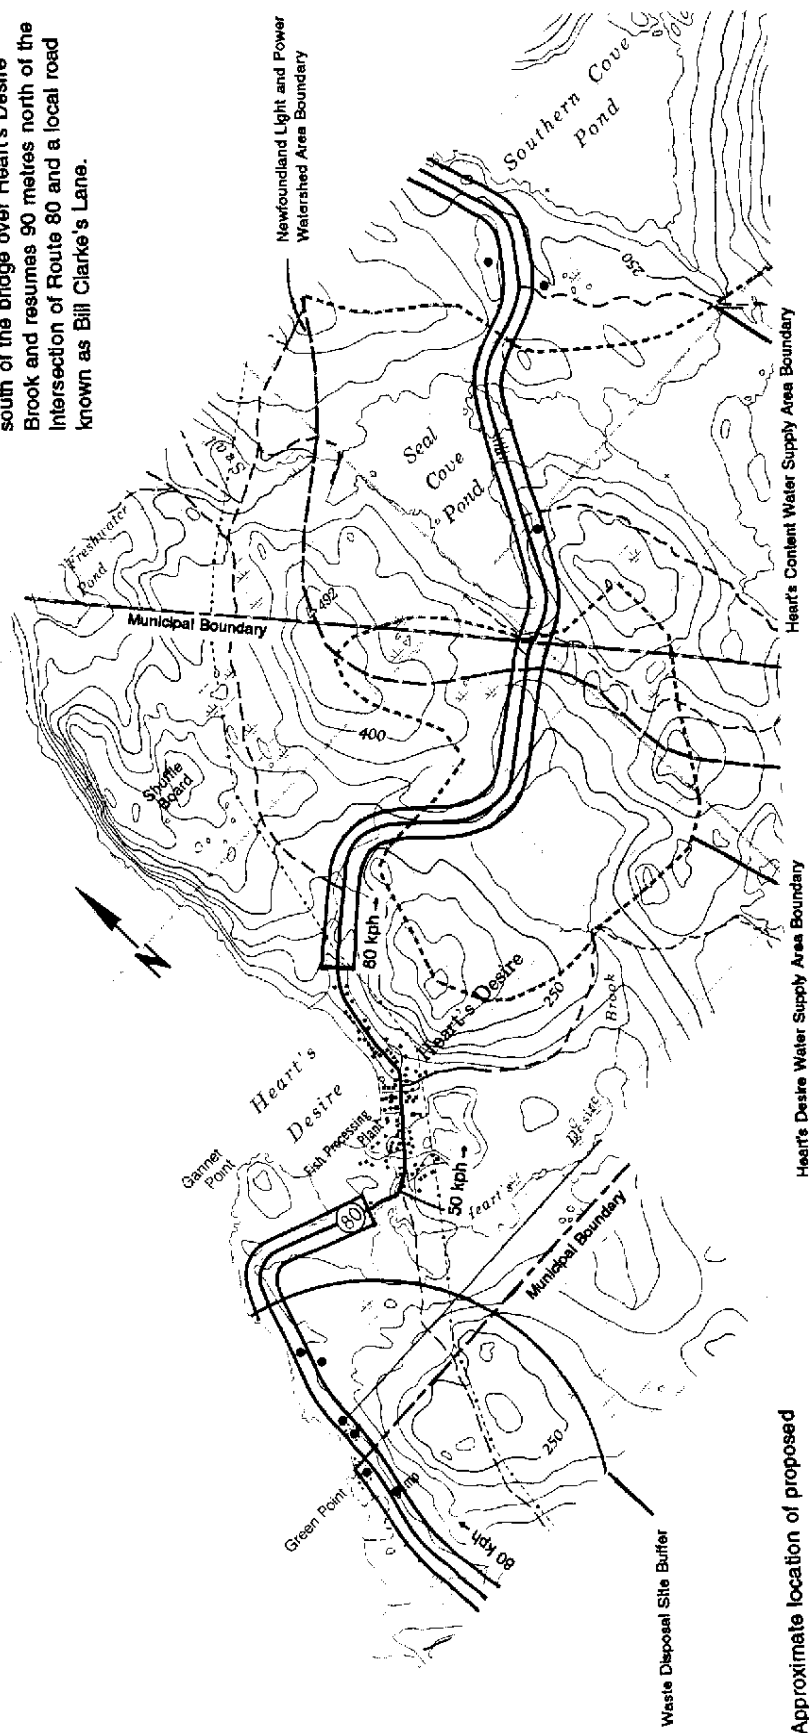 south of the bridge over Heart's Desire
Brook and resumes 90 metres north of the
intersection of Route 80 and a local road
known as Bill Clarke's Lane.
Newfoundland Light and Power
Watershed Area Boundary
Southern Cove
Pond
250
Seal
Cove
Pond
Freshwater
Pond
Municipal Boundary
492
400
Shuffle
Board
N
80 kph
Heart's Desire
250
Brook
Desire
Heart's
Heart's
Desire
Fish Processing
Plant
Gannet
Point
80
50 kph
Municipal Boundary
250
Green Point
80 kph
Waste Disposal Site Buffer
Heart's Content Water Supply Area Boundary
Heart's Desire Water Supply Area Boundary
Approximate location of proposed